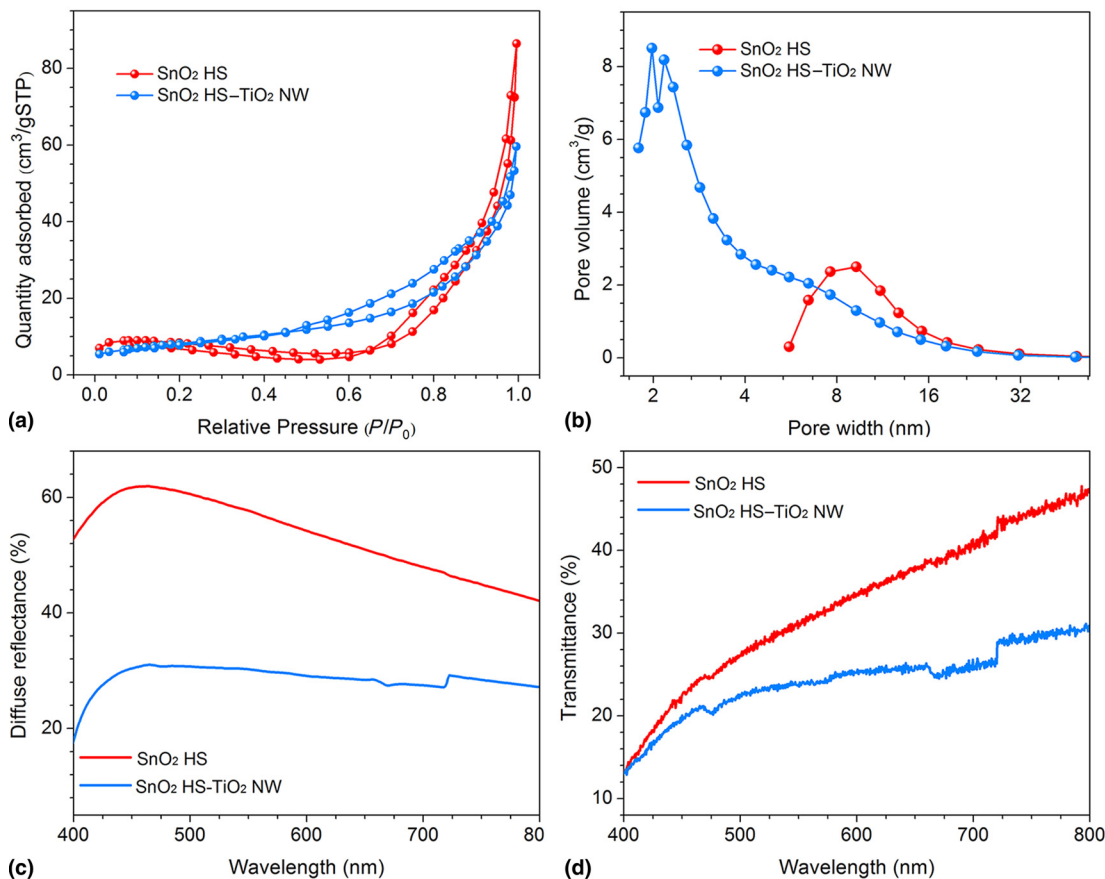 SnO₂ HS
SnO₂ HS–TiO₂ NW
Quantity adsorbed (cm³/gSTP)
100
80
60
40
20
0
0.0 0.2 0.4 0.6 0.8 1.0
Relative Pressure (P/P₀)
(a)
SnO₂ HS
SnO₂ HS–TiO₂ NW
Pore volume (cm³/g)
8
6
4
2
0
2 4 8 16 32
Pore width (nm)
(b)
Diffuse reflectance (%)
60
40
20
SnO₂ HS
SnO₂ HS-TiO₂ NW
400 500 600 700 80
Wavelength (nm)
(c)
SnO₂ HS
SnO₂ HS–TiO₂ NW
Transmittance (%)
50
40
30
20
10
400 500 600 700 800
Wavelength (nm)
(d)